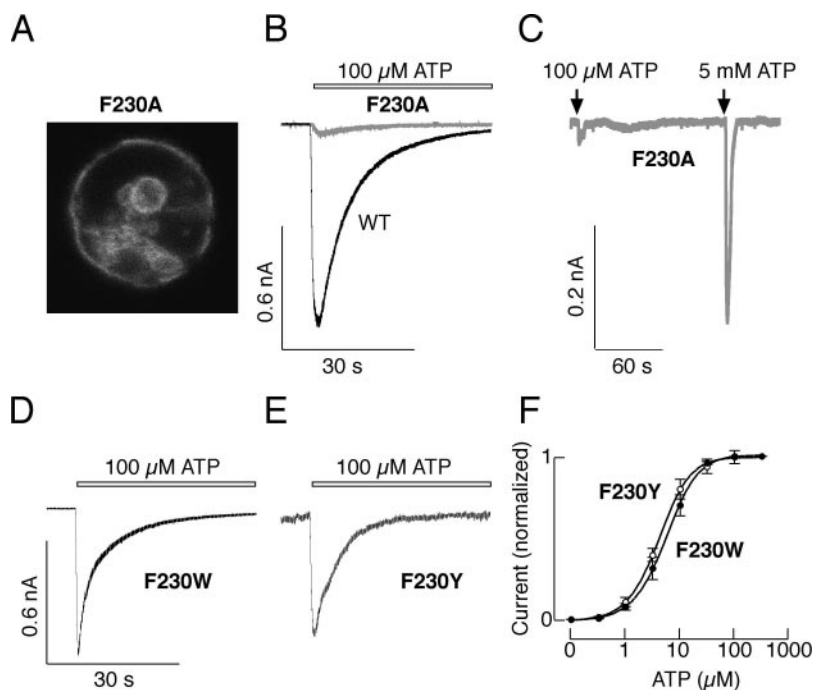 A
F230A
B
100 µM ATP
F230A
WT
0.6 nA
30 s
C
100 µM ATP
5 mM ATP
F230A
0.2 nA
60 s
D
100 µM ATP
F230W
0.6 nA
30 s
E
100 µM ATP
F230Y
F
1
F230Y
F230W
Current (normalized)
0
0 1 10 100 1000
ATP (µM)